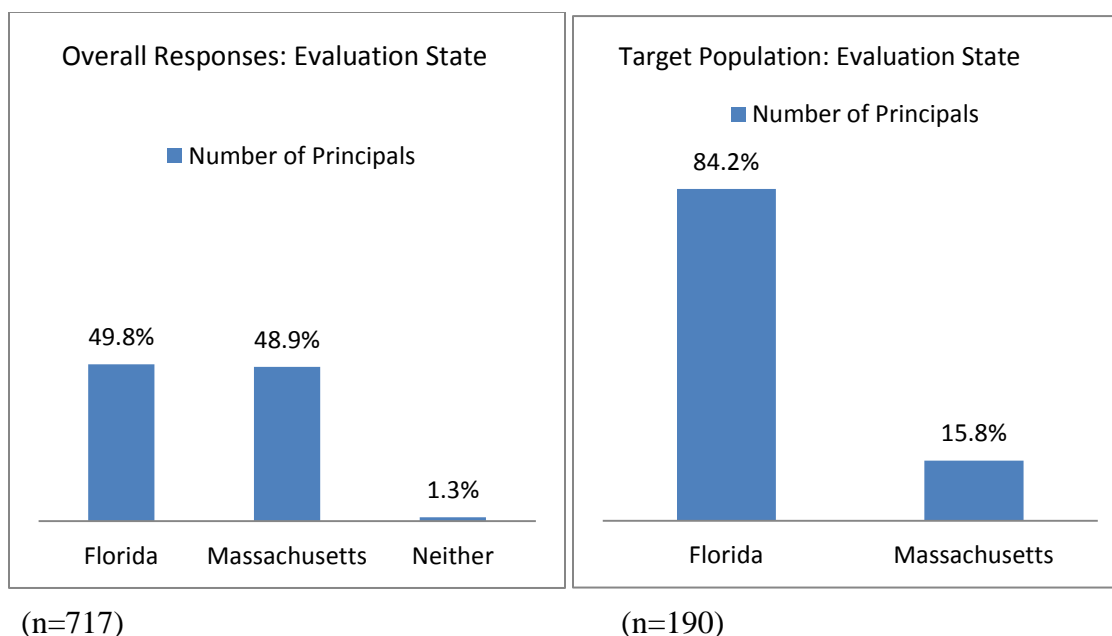 Overall Responses: Evaluation State
Number of Principals
49.8%
48.9%
1.3%
Florida
Massachusetts
Neither
(n=717)
Target Population: Evaluation State
Number of Principals
84.2%
15.8%
Florida
Massachusetts
(n=190)